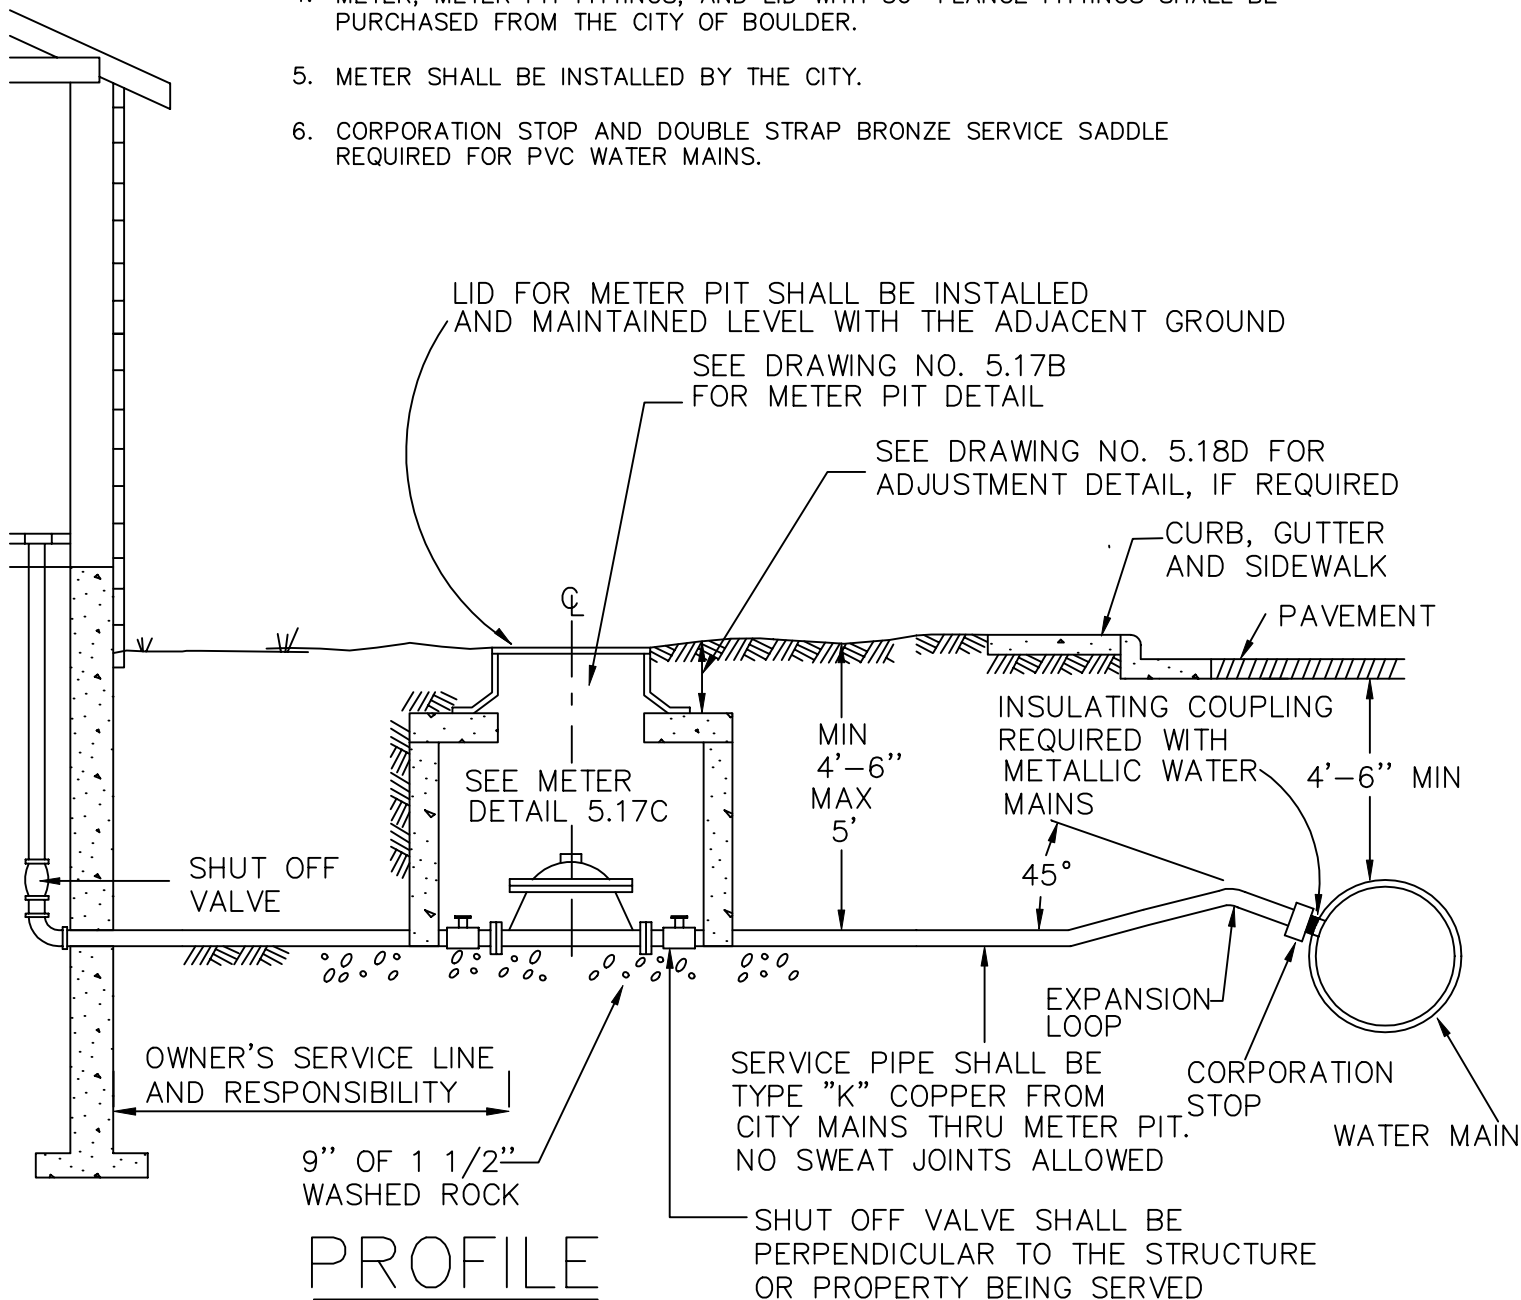 PURCHASED FROM THE CITY OF BOULDER.
5. METER SHALL BE INSTALLED BY THE CITY.
6. CORPORATION STOP AND DOUBLE STRAP BRONZE SERVICE SADDLE
REQUIRED FOR PVC WATER MAINS.
LID FOR METER PIT SHALL BE INSTALLED
AND MAINTAINED LEVEL WITH THE ADJACENT GROUND
SEE DRAWING NO. 5.17B
FOR METER PIT DETAIL
SEE DRAWING NO. 5.18D FOR
ADJUSTMENT DETAIL, IF REQUIRED
CURB, GUTTER
AND SIDEWALK
PAVEMENT
CL
INSULATING COUPLING
REQUIRED WITH
METALLIC WATER
MAINS
MIN
4'-6"
MAX
5'
4'-6" MIN
SEE METER
DETAIL 5.17C
SHUT OFF
VALVE
45°
EXPANSION
LOOP
OWNER'S SERVICE LINE
AND RESPONSIBILITY
SERVICE PIPE SHALL BE
TYPE "K" COPPER FROM
CITY MAINS THRU METER PIT.
NO SWEAT JOINTS ALLOWED
CORPORATION
STOP
WATER MAIN
9" OF 1 1/2"
WASHED ROCK
SHUT OFF VALVE SHALL BE
PERPENDICULAR TO THE STRUCTURE
OR PROPERTY BEING SERVED
PROFILE